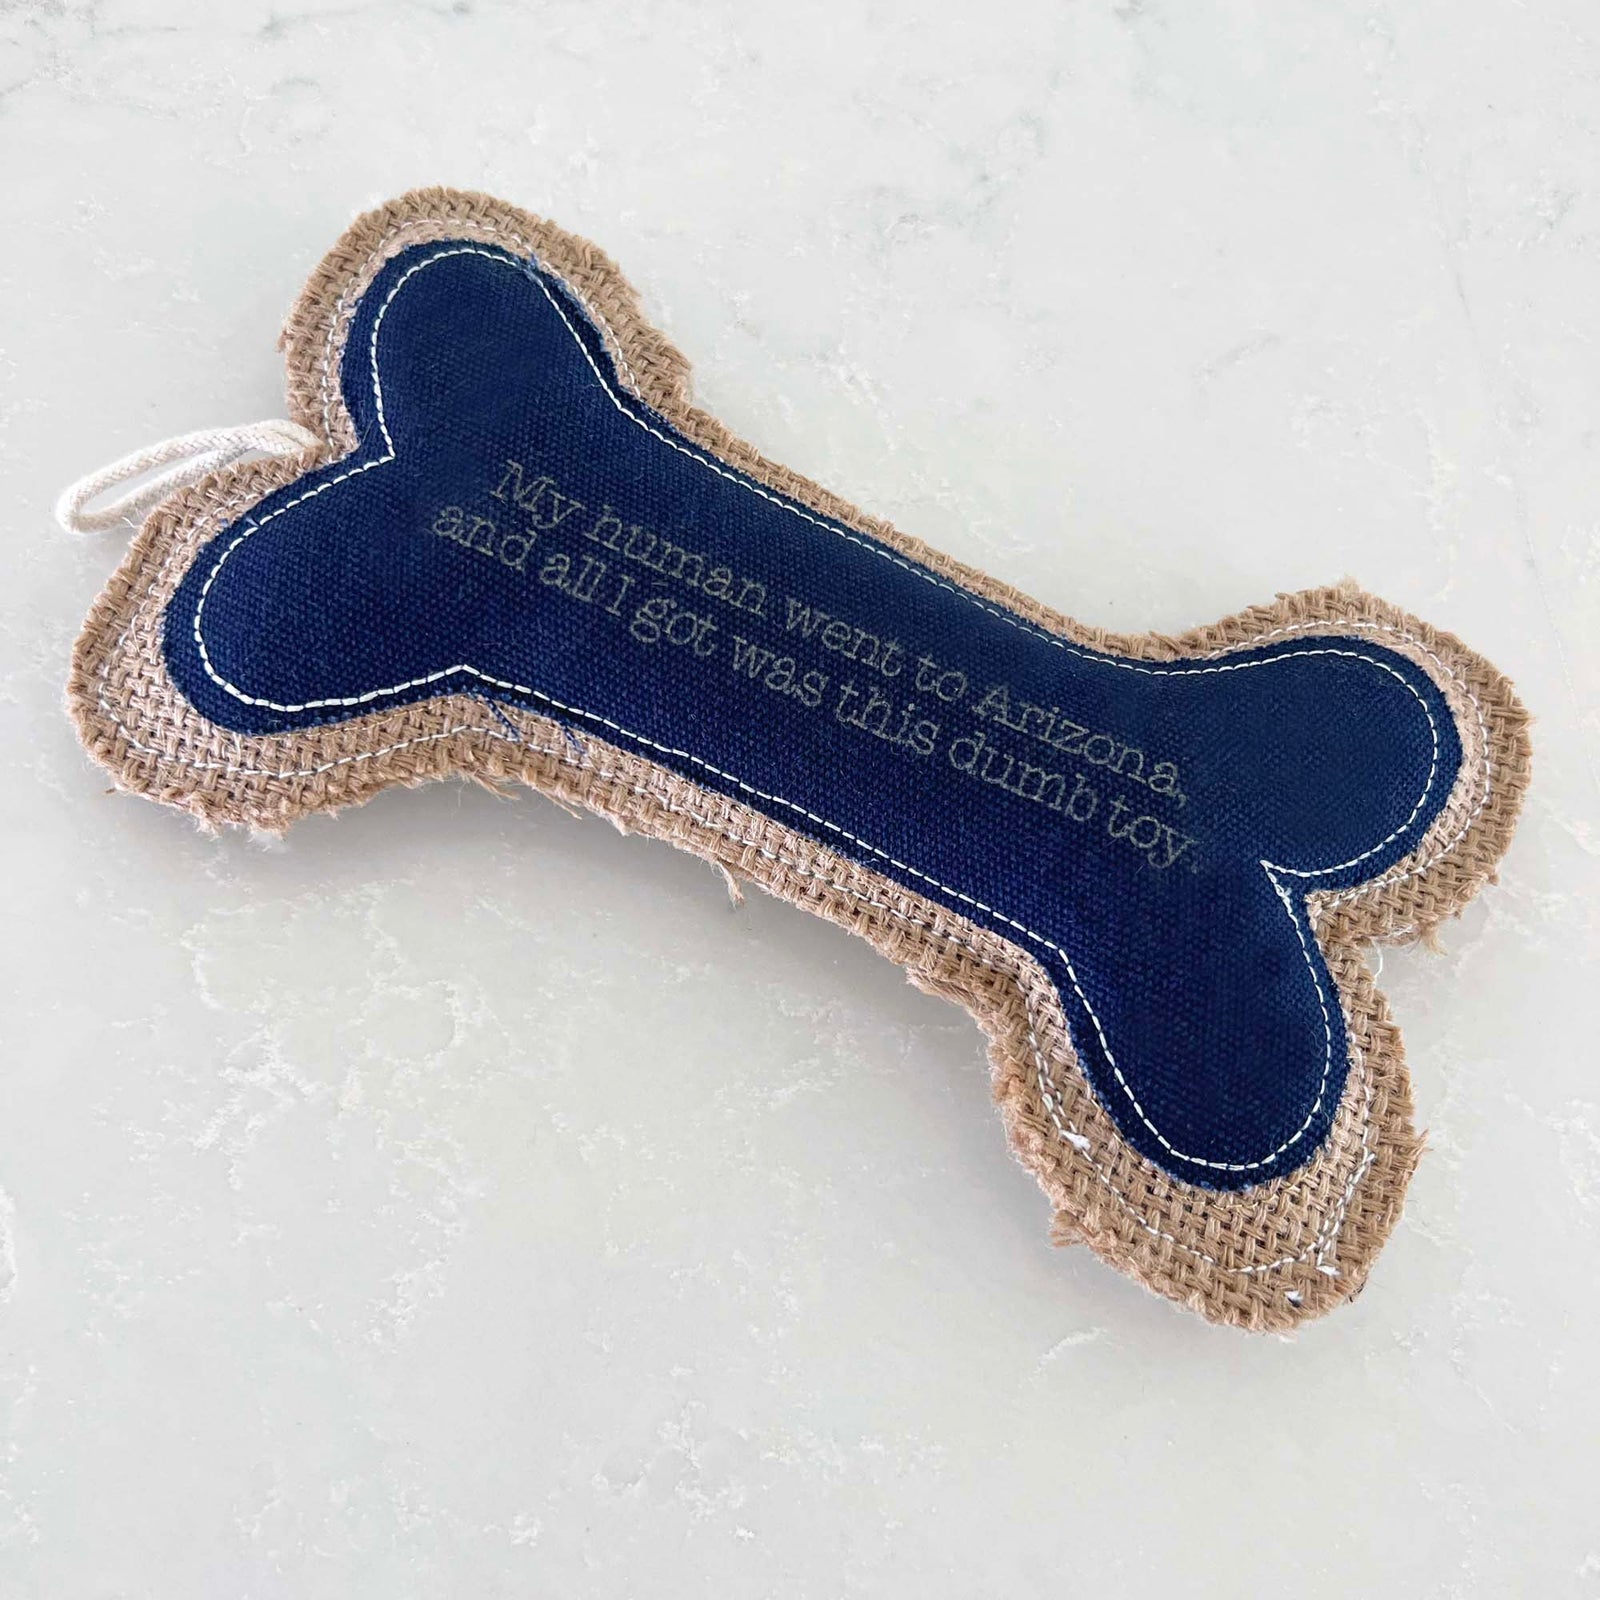 My human went to Arizona,
and all I got was this dumb toy.